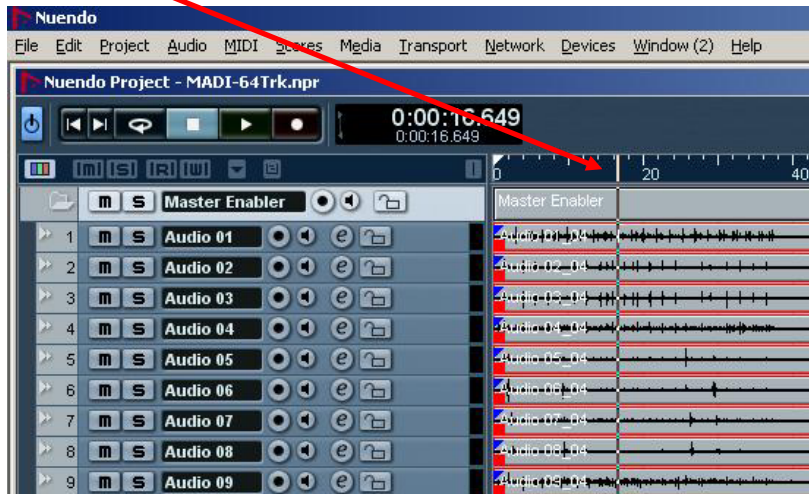 Nuendo
File Edit Project Audio MIDI Scores Media Transport Network Devices Window (2) Help
Nuendo Project - MADI-64Trk.npr
0:00:16.649
0:00:16.649
m S R W
0 20 40
m S Master Enabler
Master Enabler
1 m S Audio 01 e
Audio 01_04
2 m S Audio 02 e
Audio 02_04
3 m S Audio 03 e
Audio 03_04
4 m S Audio 04 e
Audio 04_04
5 m S Audio 05 e
Audio 05_04
6 m S Audio 06 e
Audio 06_04
7 m S Audio 07 e
Audio 07_04
8 m S Audio 08 e
Audio 08_04
9 m S Audio 09 e
Audio 09_04